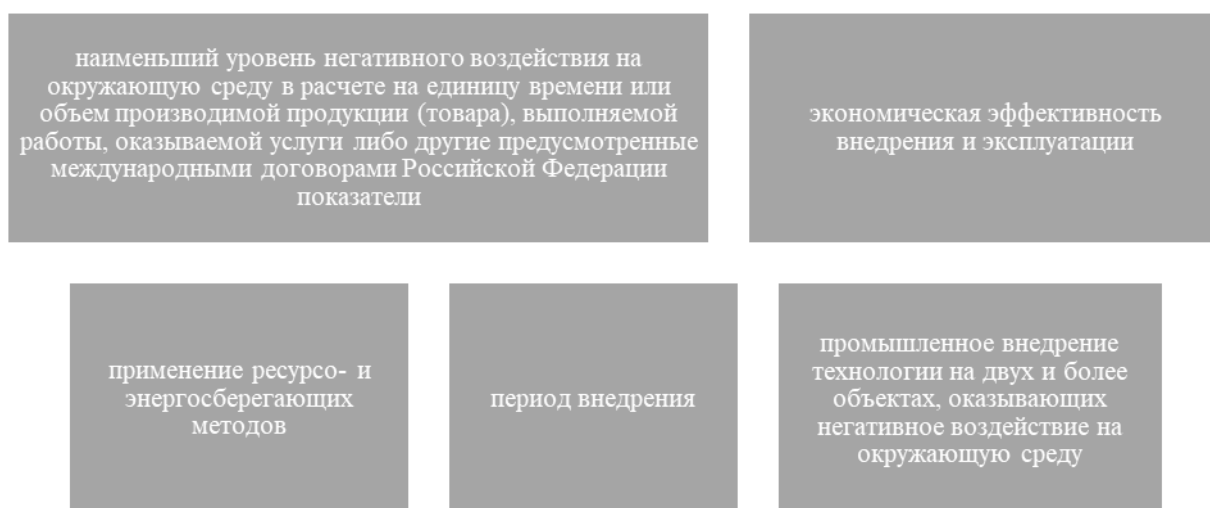 наименьший уровень негативного воздействия на
окружающую среду в расчете на единицу времени или
объем производимой продукции (товара), выполняемой
работы, оказываемой услуги либо другие предусмотренные
международными договорами Российской Федерации
показатели
экономическая эффективность
внедрения и эксплуатации
применение ресурсо- и
энергосберегающих
методов
период внедрения
промышленное внедрение
технологии на двух и более
объектах, оказывающих
негативное воздействие на
окружающую среду